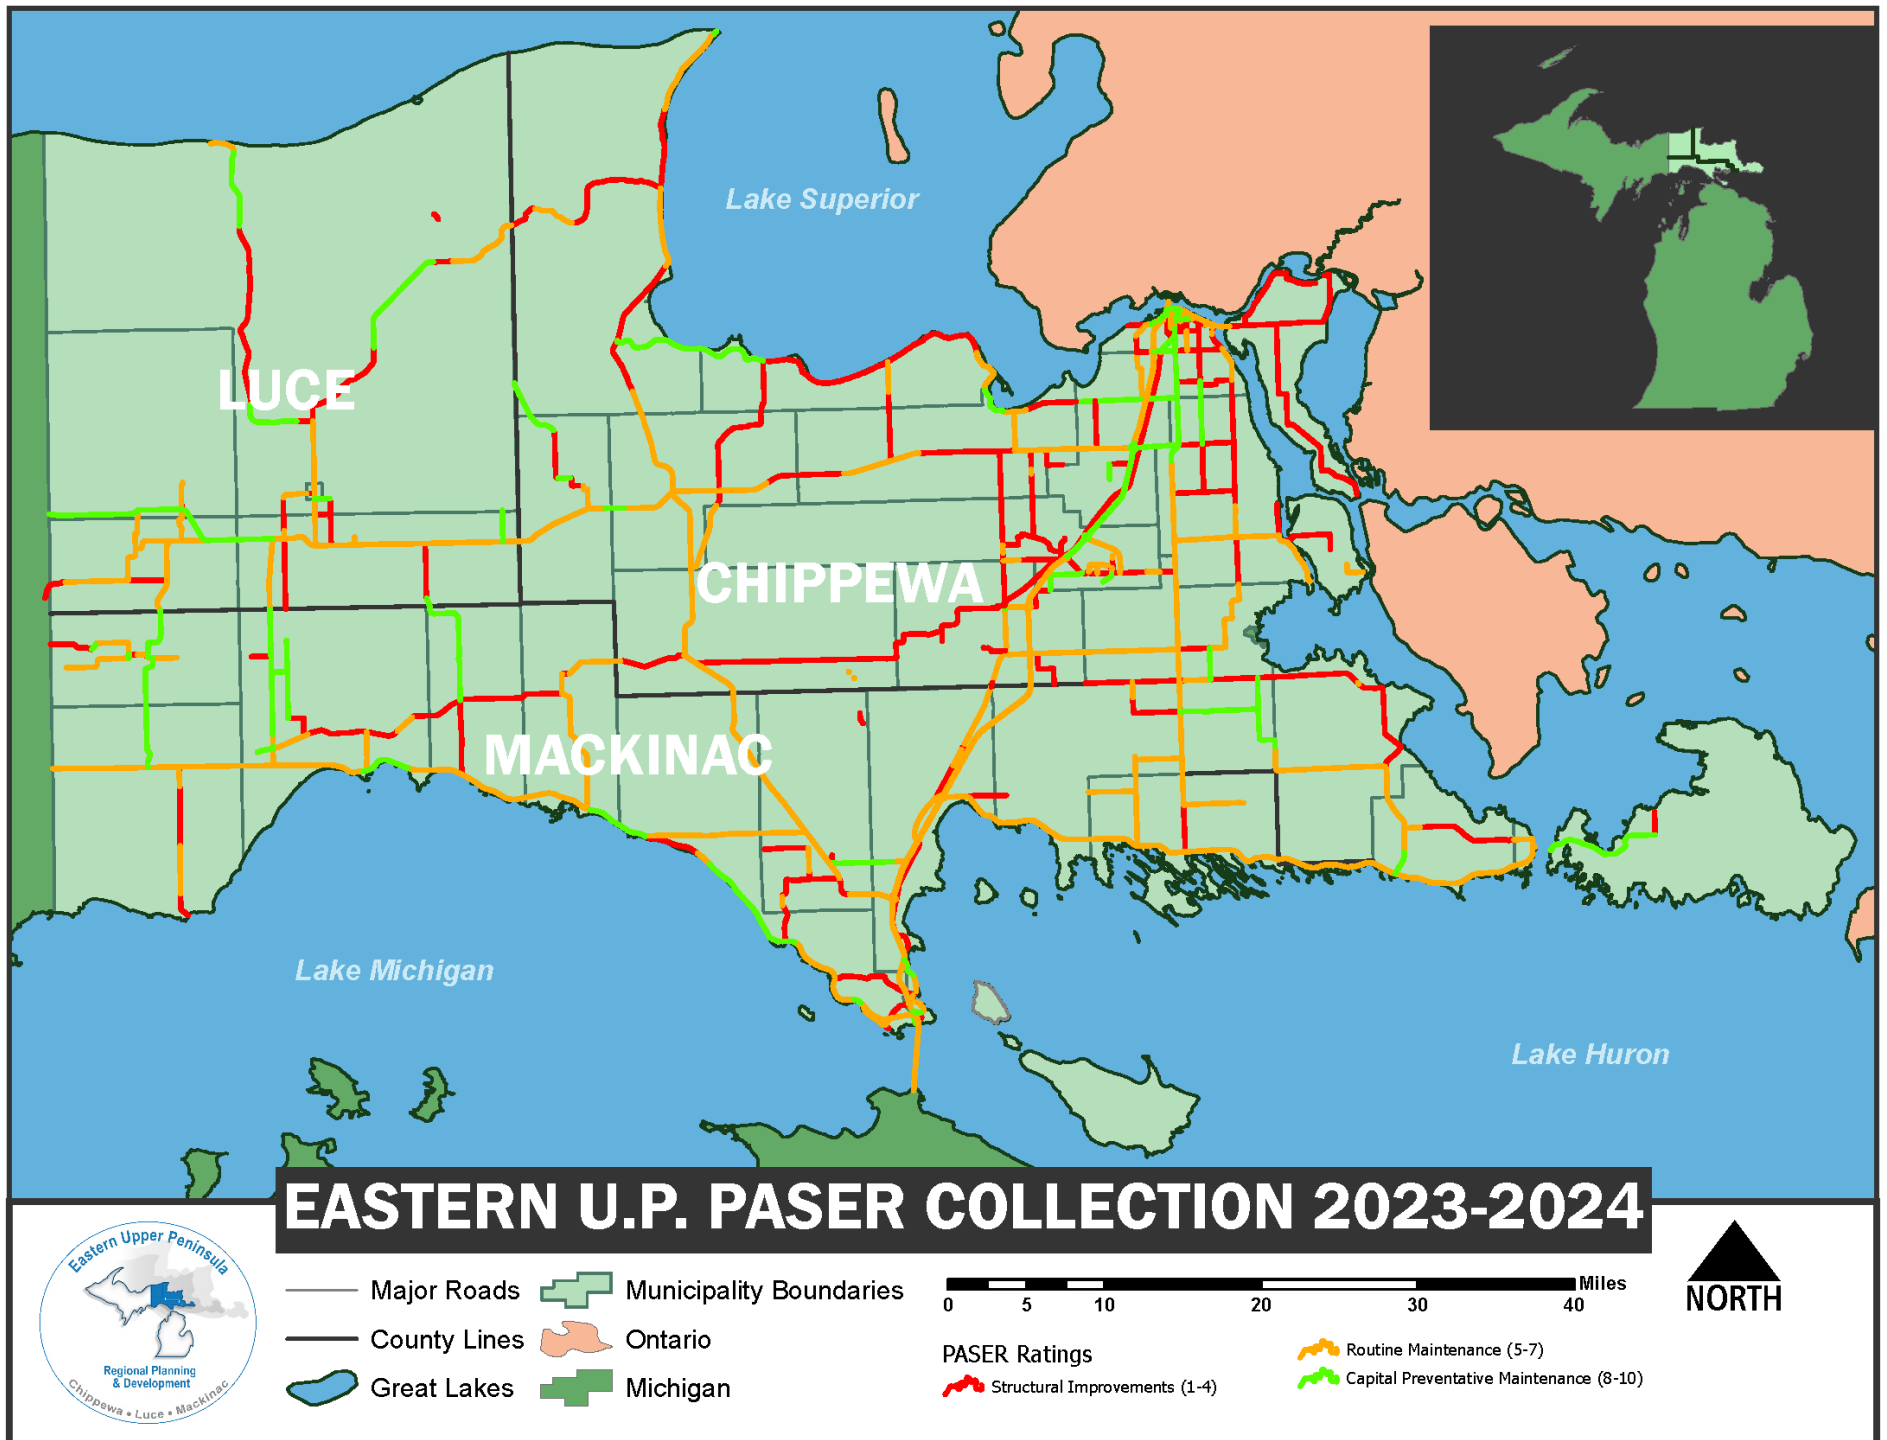 Lake Superior
LUCE
CHIPPEWA
MACKINAC
Lake Michigan
Lake Huron
EASTERN U.P. PASER COLLECTION 2023-2024
Eastern Upper Peninsula
Regional Planning
& Development
Chippewa • Luce • Mackinac
Major Roads
County Lines
Great Lakes
Municipality Boundaries
Ontario
Michigan
Miles
0 5 10 20 30 40
PASER Ratings
Structural Improvements (1-4)
Routine Maintenance (5-7)
Capital Preventative Maintenance (8-10)
NORTH